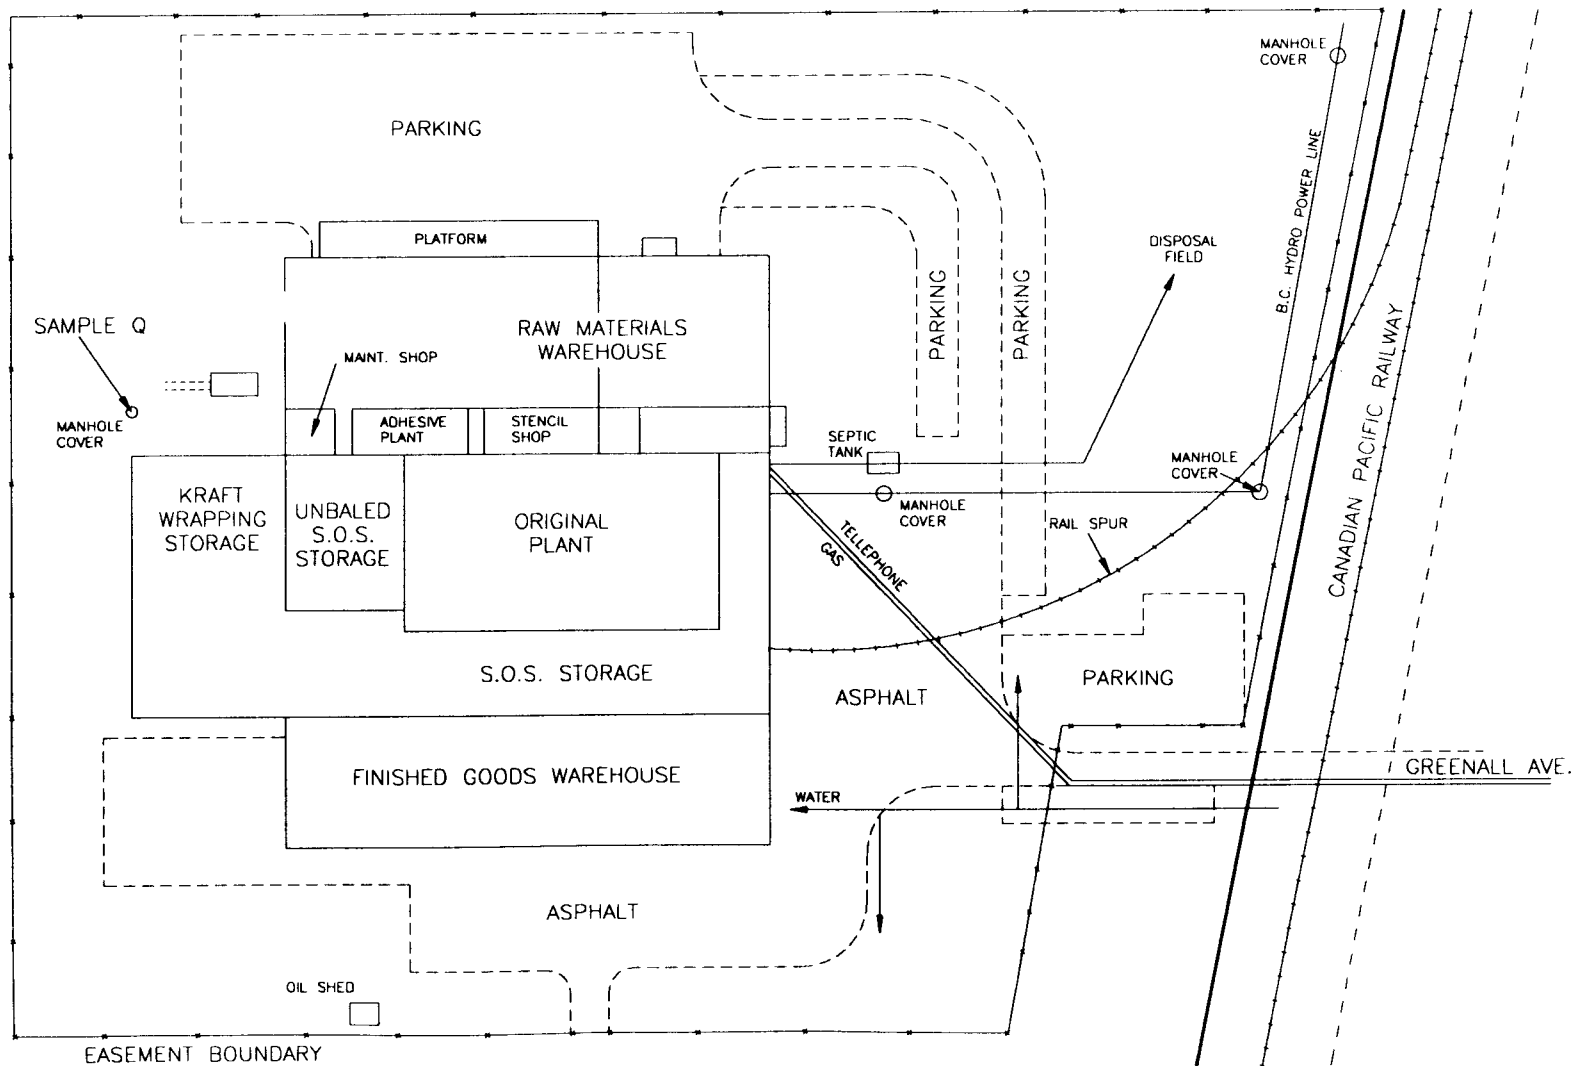 MANHOLE
COVER
PARKING
B.C. HYDRO POWER LINE
PLATFORM
DISPOSAL
FIELD
PARKING
PARKING
CANADIAN PACIFIC RAILWAY
SAMPLE Q
RAW MATERIALS
WAREHOUSE
MAINT. SHOP
MANHOLE
COVER
ADHESIVE
PLANT
STENCIL
SHOP
SEPTIC
TANK
MANHOLE
COVER
KRAFT
WRAPPING
STORAGE
UNBALED
S.O.S.
STORAGE
ORIGINAL
PLANT
MANHOLE
COVER
RAIL SPUR
TELLEPHONE
GAS
S.O.S. STORAGE
ASPHALT
PARKING
FINISHED GOODS WAREHOUSE
GREENALL AVE.
WATER
ASPHALT
OIL SHED
EASEMENT BOUNDARY